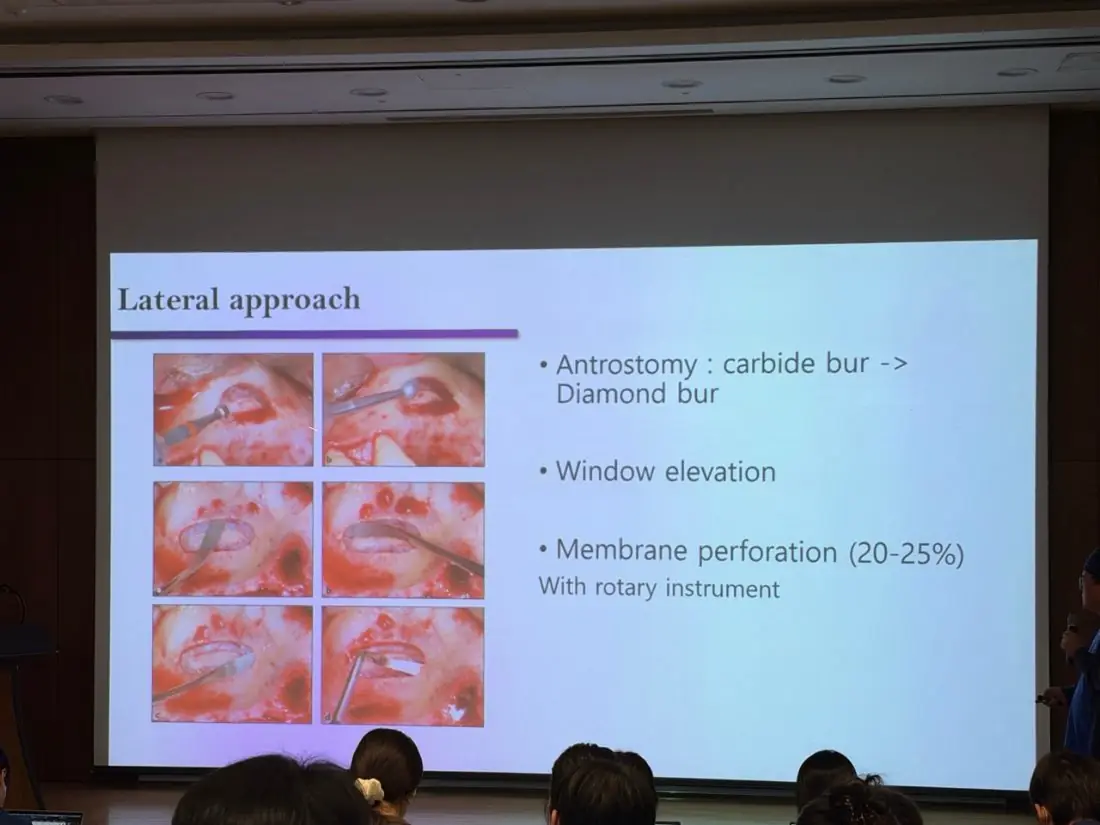 Lateral approach
• Antrostomy : carbide bur ->
Diamond bur
• Window elevation
• Membrane perforation (20-25%)
With rotary instrument